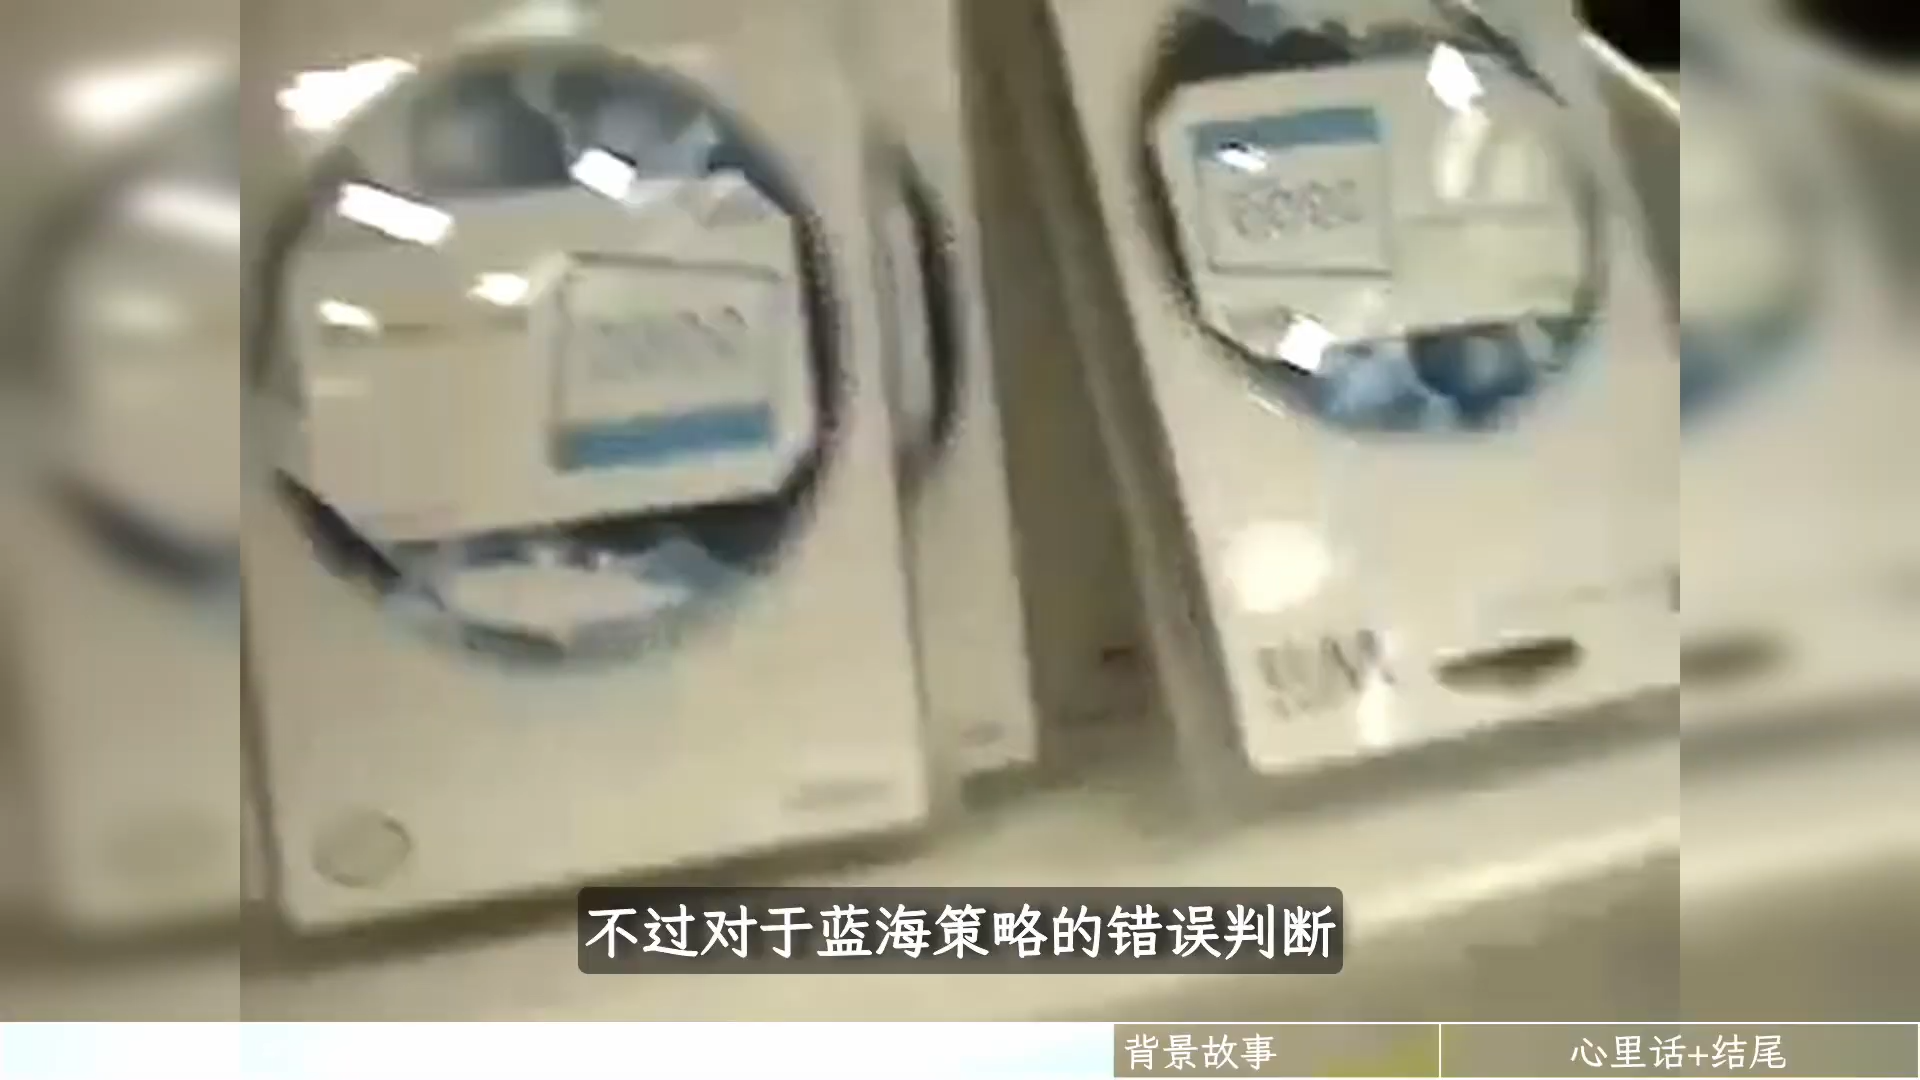 不过对于蓝海策略的错误判断
背景故事
心里话+结尾